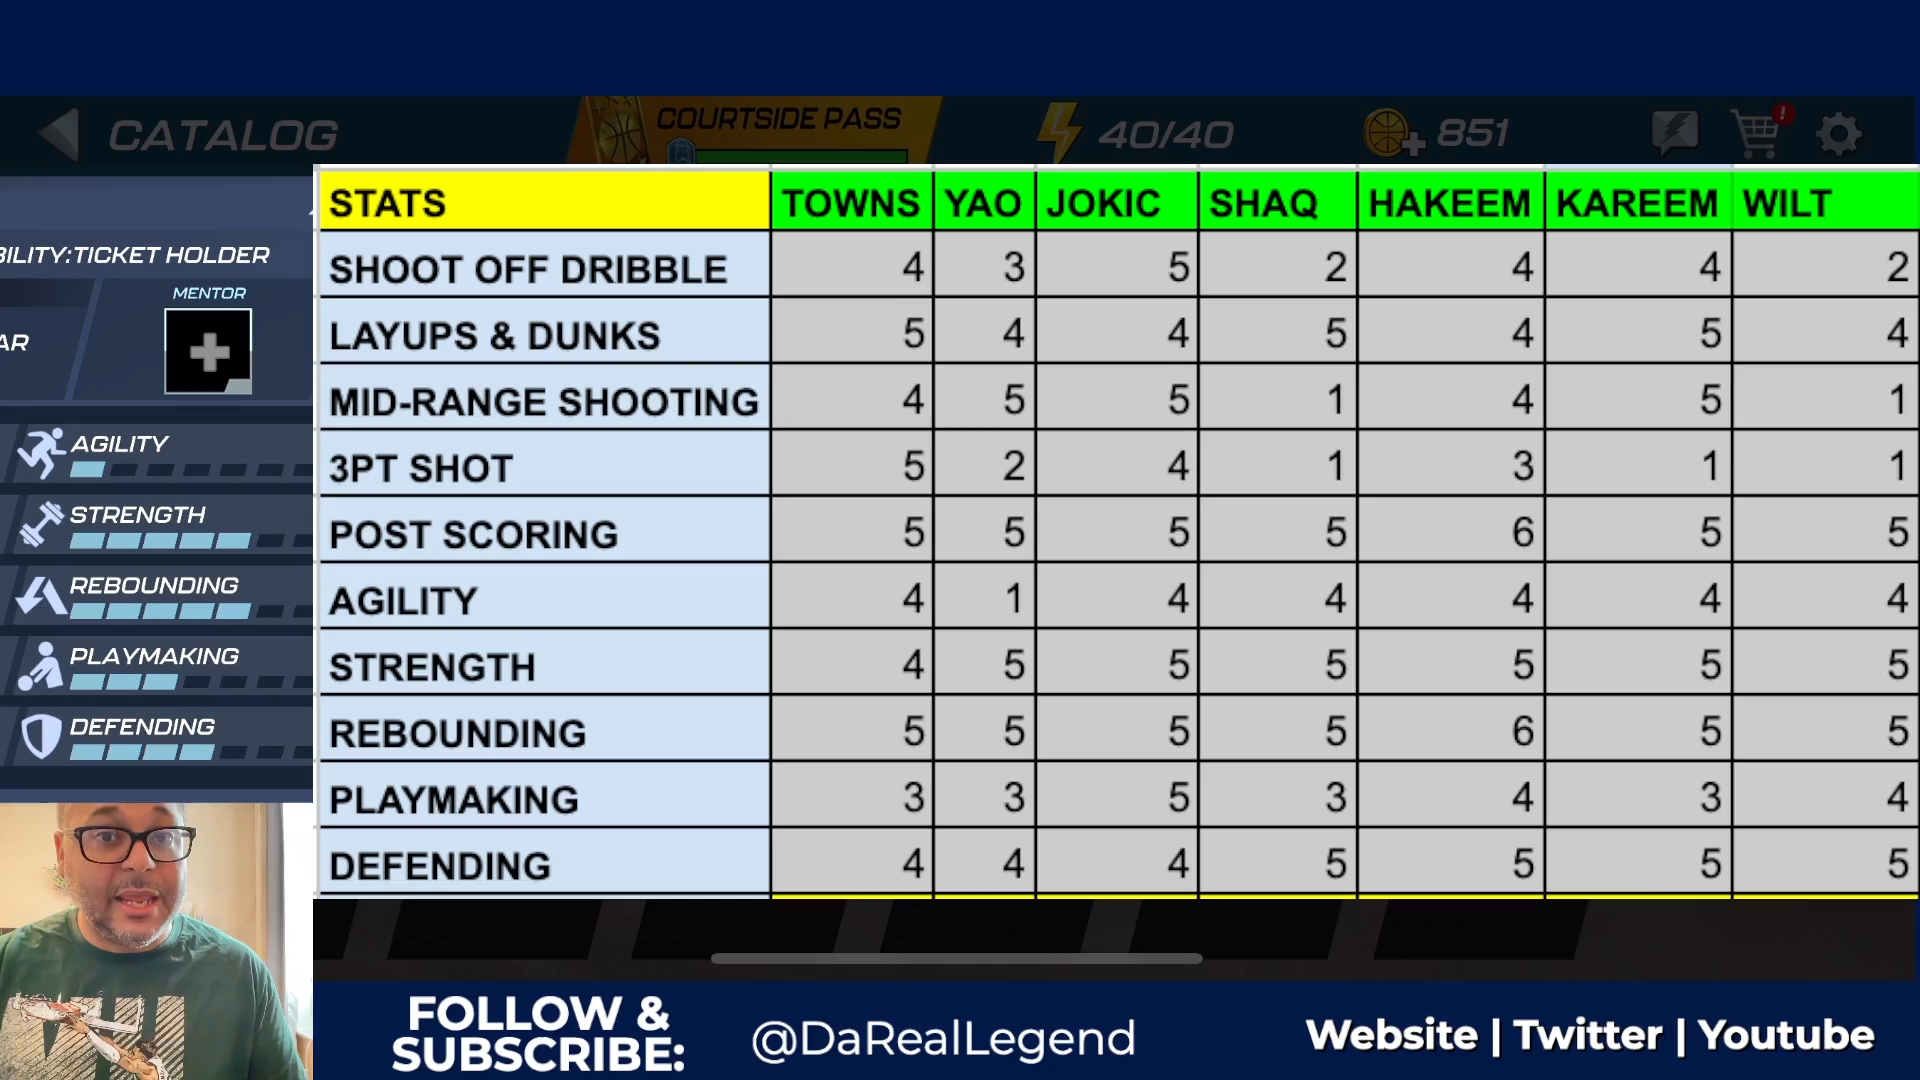 CATALOG
COURTSIDE PASS
40/40
851
!
BILITY:TICKET HOLDER
MENTOR
AR
AGILITY
STRENGTH
REBOUNDING
PLAYMAKING
DEFENDING
STATS TOWNS YAO JOKIC SHAQ HAKEEM KAREEM WILT
SHOOT OFF DRIBBLE 4 3 5 2 4 4 2
LAYUPS & DUNKS 5 4 4 5 4 5 4
MID-RANGE SHOOTING 4 5 5 1 4 5 1
3PT SHOT 5 2 4 1 3 1 1
POST SCORING 5 5 5 5 6 5 5
AGILITY 4 1 4 4 4 4 4
STRENGTH 4 5 5 5 5 5 5
REBOUNDING 5 5 5 5 6 5 5
PLAYMAKING 3 3 5 3 4 3 4
DEFENDING 4 4 4 5 5 5 5
FOLLOW &
SUBSCRIBE:
@DaRealLegend
Website | Twitter | Youtube